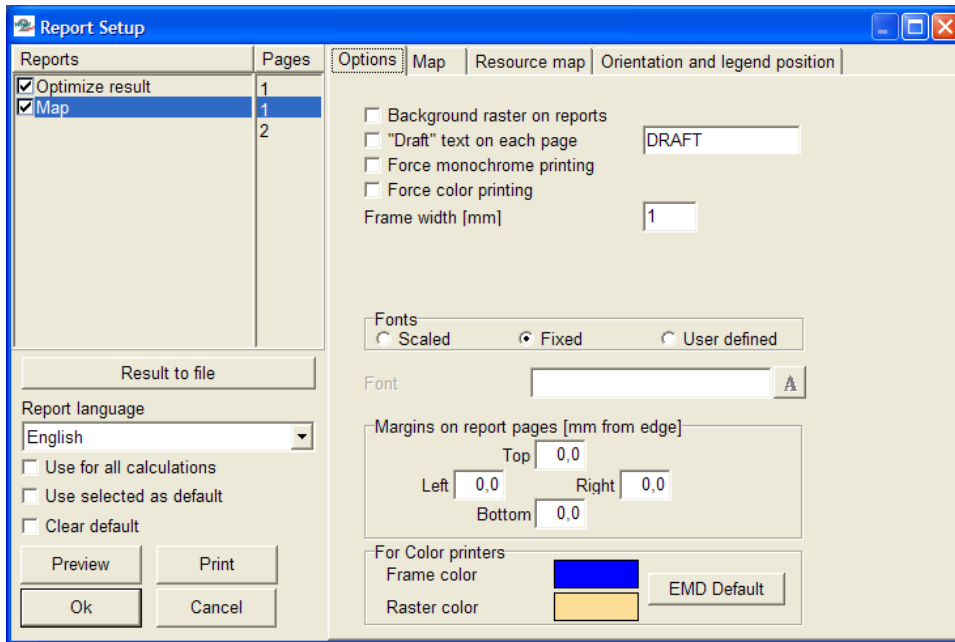 Report Setup
Reports Pages
Optimize result 1
Map 1
2
Result to file
Report language
English
Use for all calculations
Use selected as default
Clear default
Preview Print
Ok Cancel
Options Map Resource map Orientation and legend position
Background raster on reports
"Draft" text on each page DRAFT
Force monochrome printing
Force color printing
Frame width [mm] 1
Fonts
Scaled Fixed User defined
Font A
Margins on report pages [mm from edge]
Top 0,0
Left 0,0 Right 0,0
Bottom 0,0
For Color printers
Frame color
EMD Default
Raster color